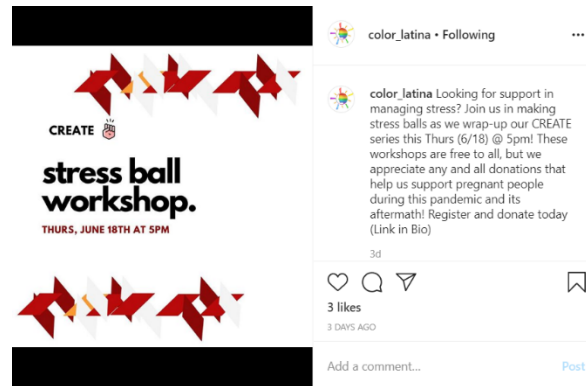 CREATE
stress ball
workshop.
THURS, JUNE 18TH AT 5PM
color_latina • Following
color_latina Looking for support in
managing stress? Join us in making
stress balls as we wrap-up our CREATE
series this Thurs (6/18) @ 5pm! These
workshops are free to all, but we
appreciate any and all donations that
help us support pregnant people
during this pandemic and its
aftermath! Register and donate today
(Link in Bio)
3d
3 likes
3 DAYS AGO
Add a comment...
Post